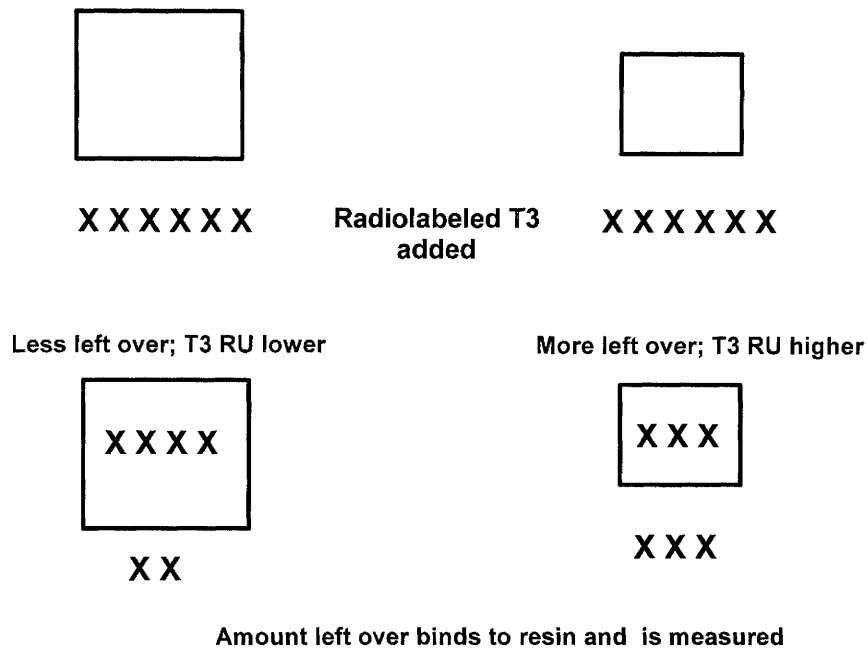 X X X X X X
Radiolabeled T3
added
X X X X X X
Less left over; T3 RU lower
More left over; T3 RU higher
X X X X
X X X
X X
X X X
Amount left over binds to resin and is measured